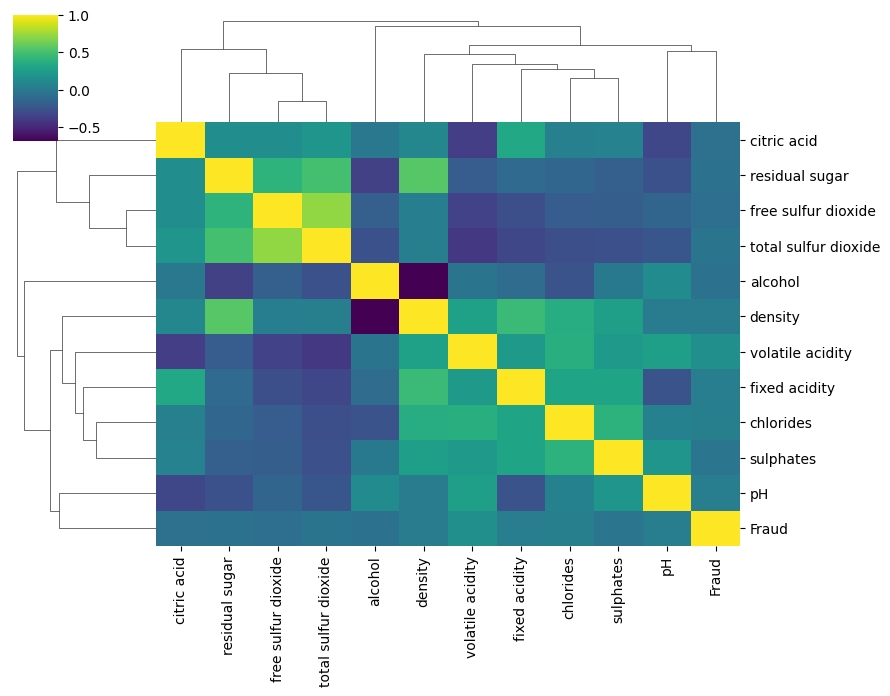 1.0
0.5
0.0
−0.5
citric acid
residual sugar
free sulfur dioxide
total sulfur dioxide
alcohol
density
volatile acidity
fixed acidity
chlorides
sulphates
pH
Fraud
citric acid
residual sugar
free sulfur dioxide
total sulfur dioxide
alcohol
density
volatile acidity
fixed acidity
chlorides
sulphates
pH
Fraud